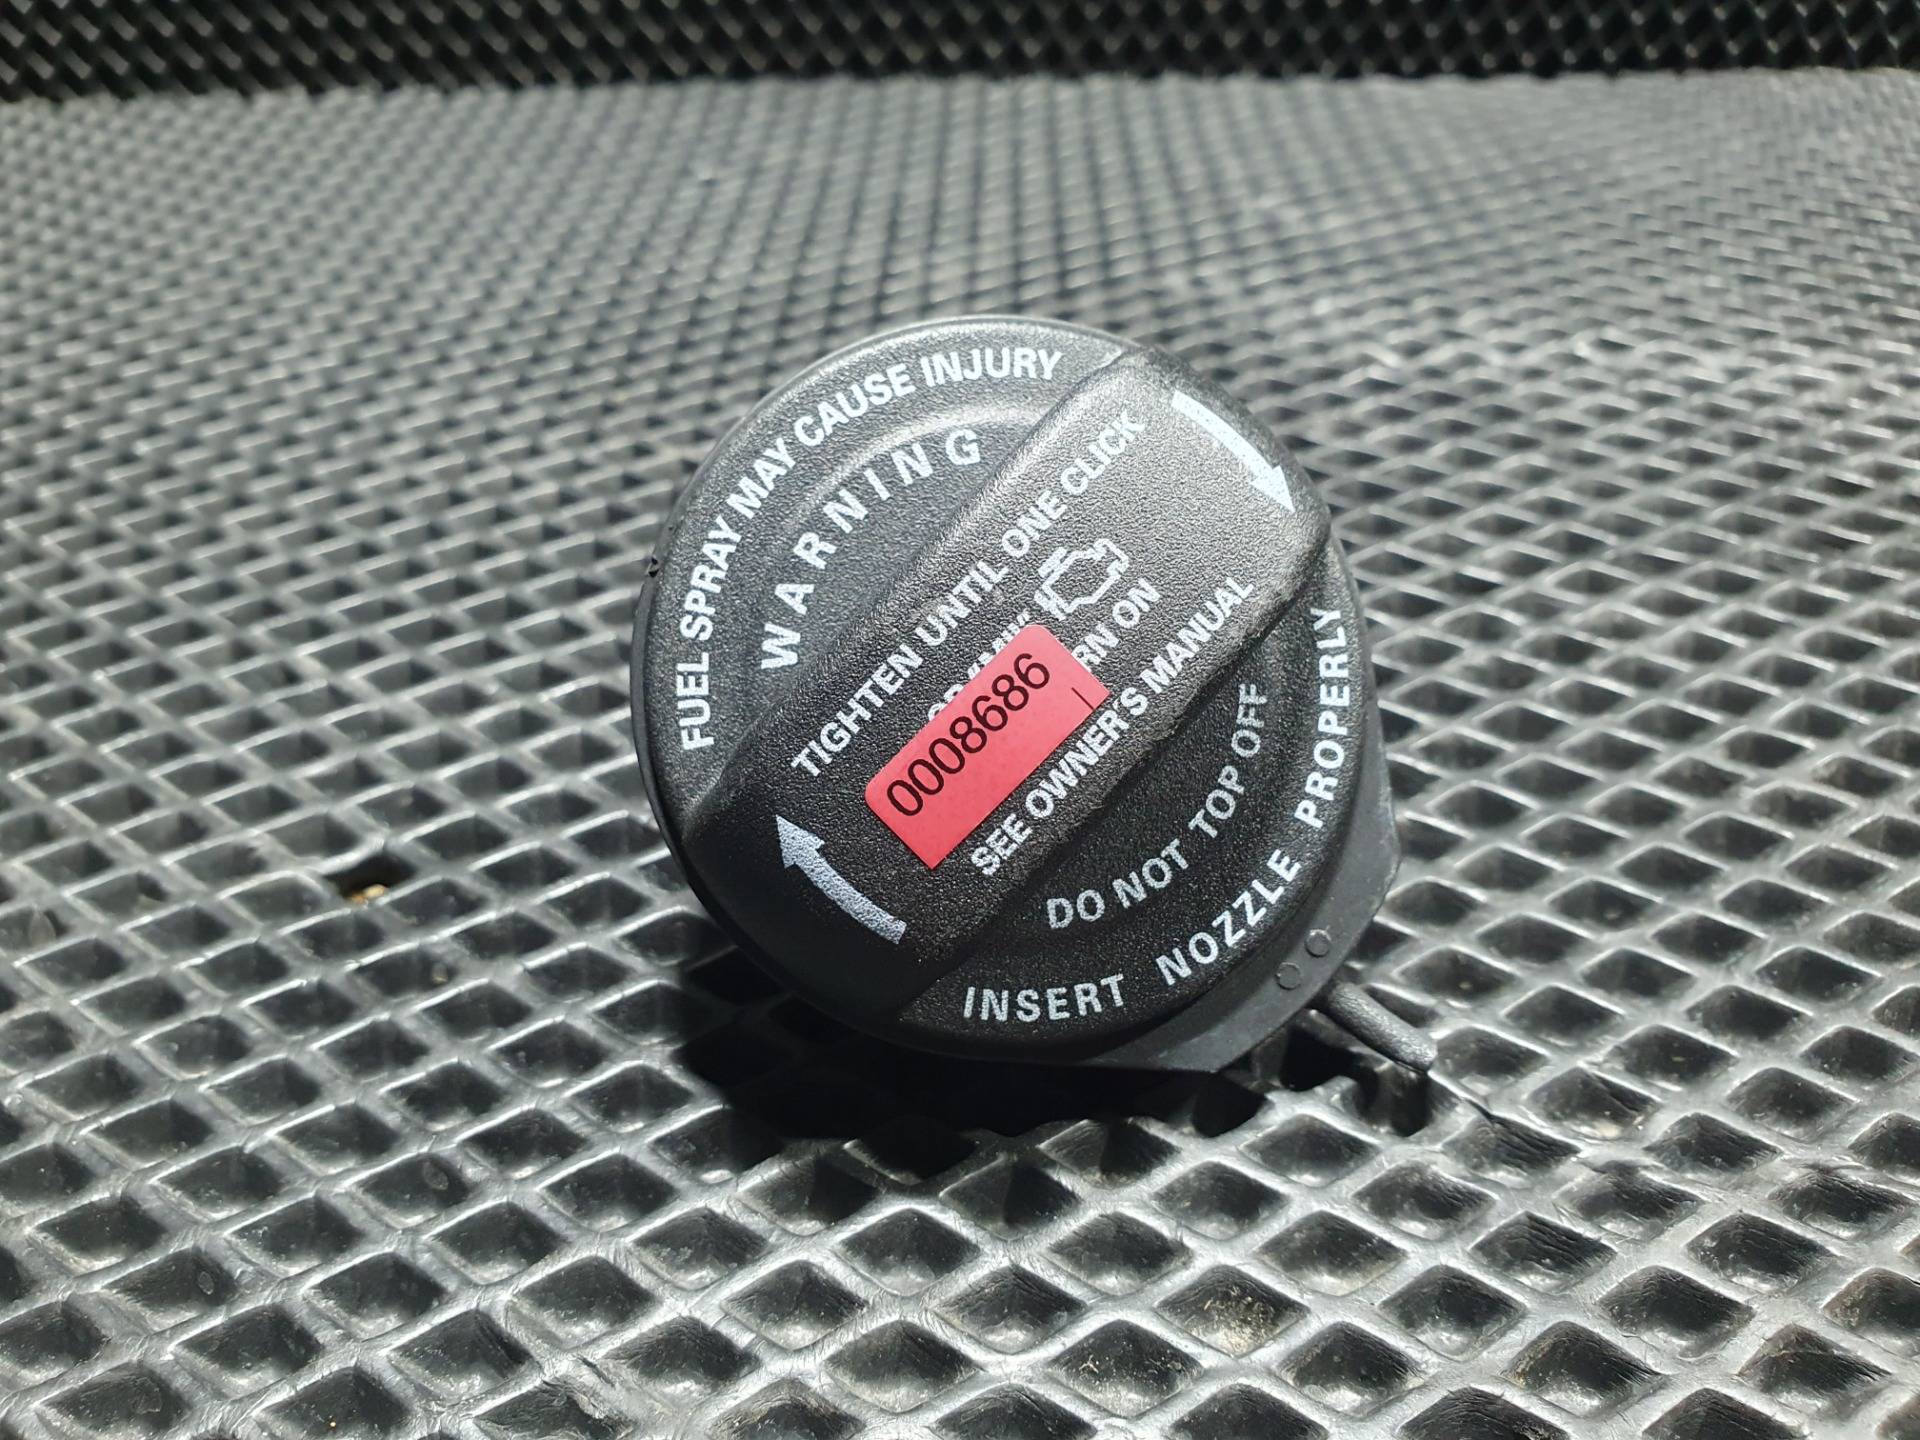 FUEL SPRAY MAY CAUSE INJURY
WARNING
TIGHTEN UNTIL ONE CLICK
0008686
ON
SEE OWNER'S MANUAL
DO NOT TOP OFF
INSERT NOZZLE PROPERLY